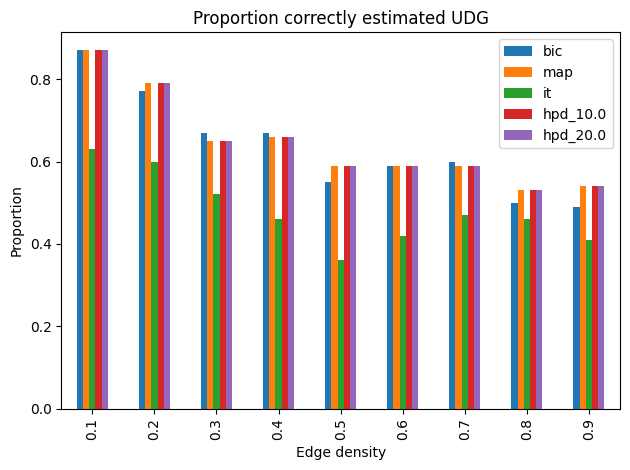 Proportion correctly estimated UDG
bic
map
it
hpd_10.0
hpd_20.0
Proportion
0.8
0.6
0.4
0.2
0.0
0.1
0.2
0.3
0.4
0.5
0.6
0.7
0.8
0.9
Edge density